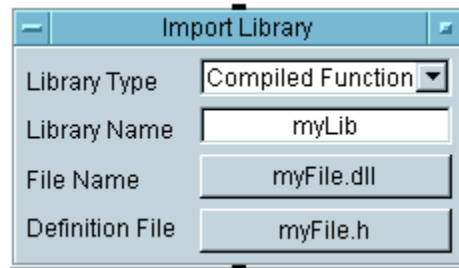 Import Library
Library Type Compiled Function
Library Name myLib
File Name myFile.dll
Definition File myFile.h